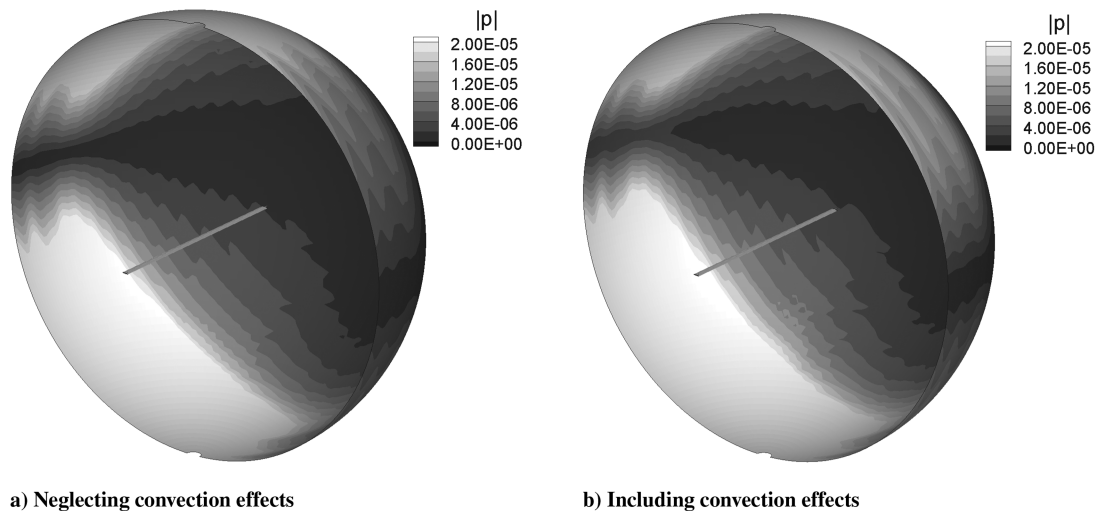 |p|
2.00E-05
1.60E-05
1.20E-05
8.00E-06
4.00E-06
0.00E+00
|p|
2.00E-05
1.60E-05
1.20E-05
8.00E-06
4.00E-06
0.00E+00
a) Neglecting convection effects
b) Including convection effects